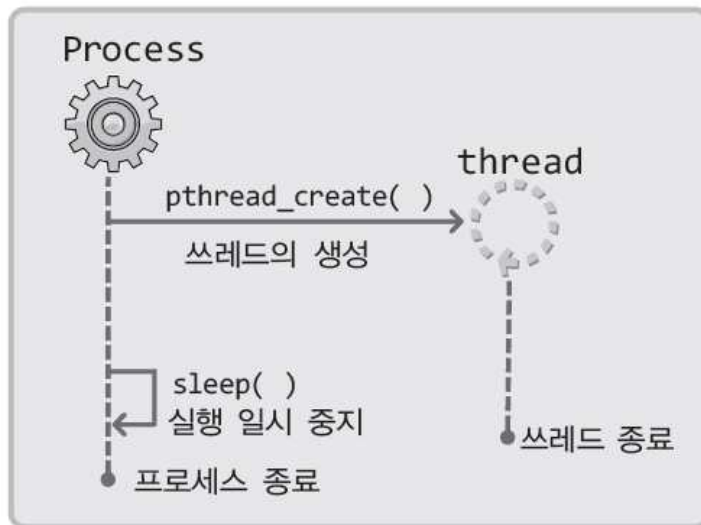 Process
thread
pthread_create( )
쓰레드의 생성
sleep( )
실행 일시 중지
쓰레드 종료
프로세스 종료